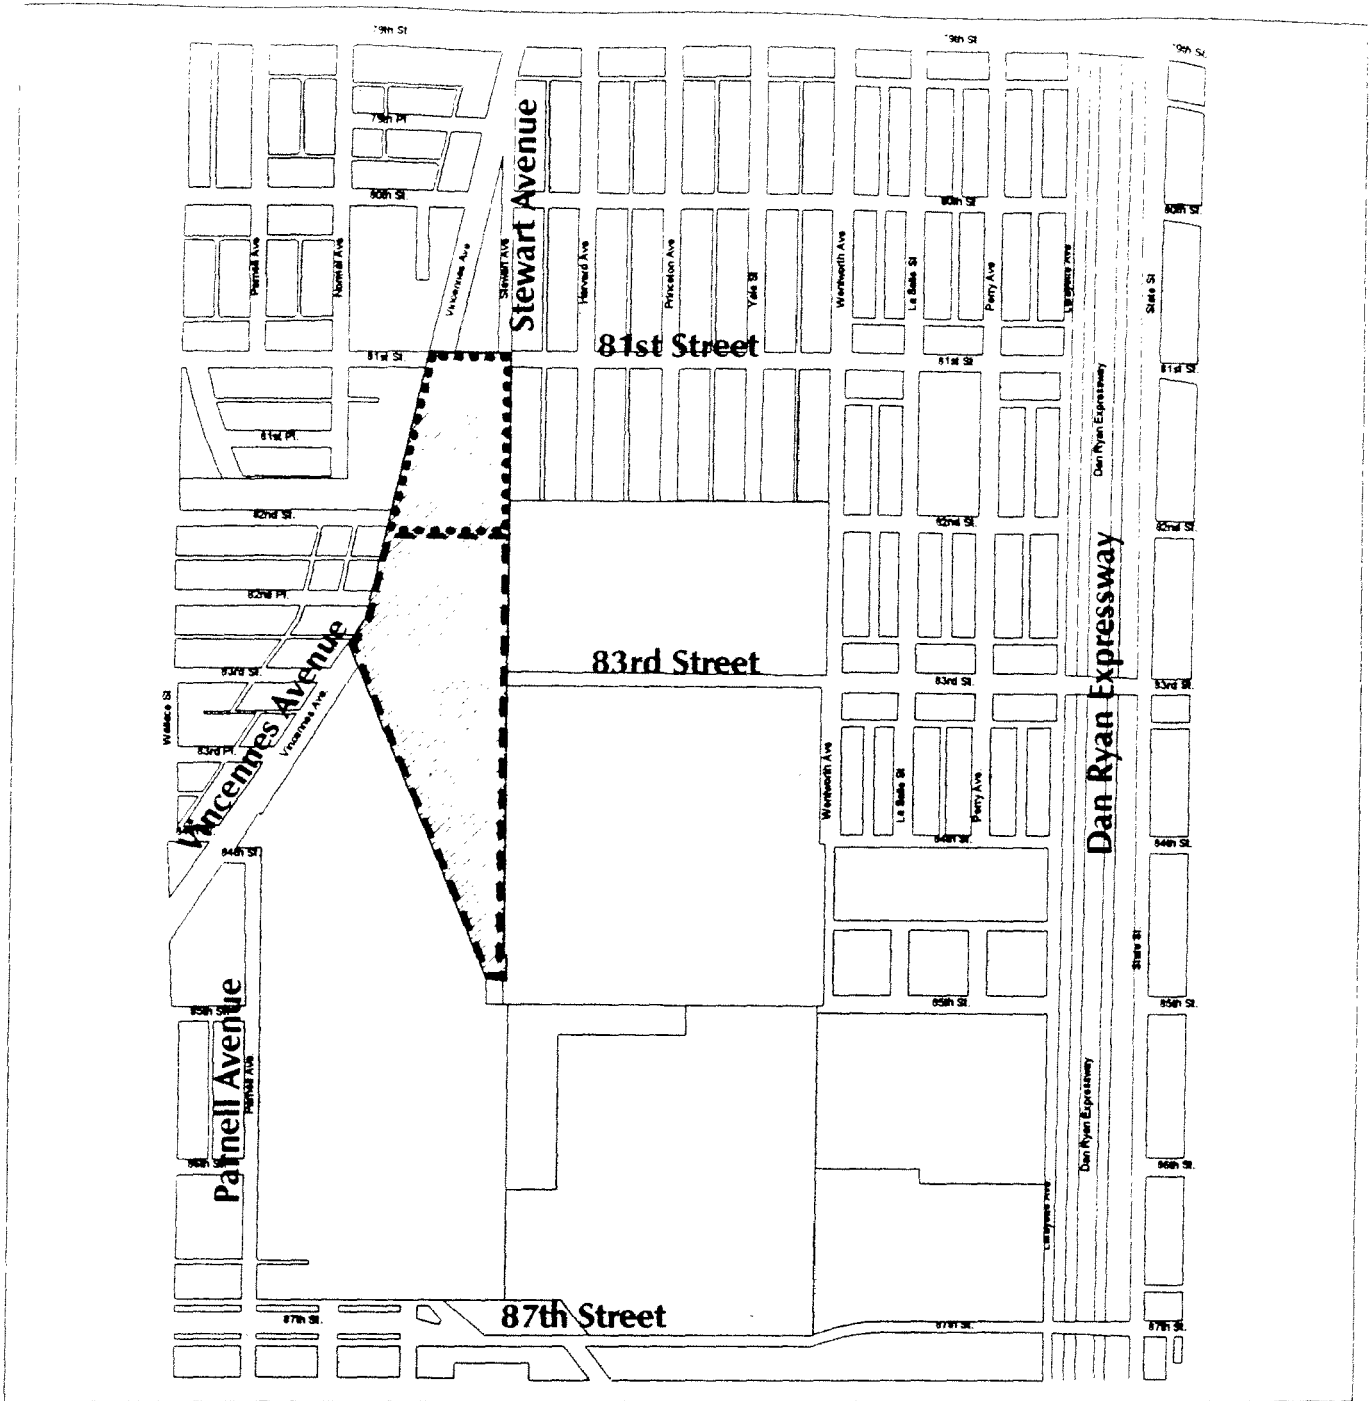 79th St
79th St
79th St
79th Pl
Stewart Avenue
80th St.
80th St.
80th St.
Parnell Ave
Normal Ave
Vincennes Ave
Stewart Ave
Harvard Ave
Princeton Ave
Yale St
Wentworth Ave
La Salle St
Perry Ave
Lafayette Ave
State St
81st St
81st Street
81st St.
81st St.
Dan Ryan Expressway
81st Pl.
82nd St.
82nd St.
82nd St.
82nd Pl.
Dan Ryan Expressway
Vincennes Avenue
83rd St.
83rd Street
83rd St.
83rd St.
Wallace St
Vincennes Ave
83rd Pl.
Wentworth Ave
La Salle St
Perry Ave
84th St.
84th St.
84th St.
State St
Parnell Avenue
85th St.
85th St.
85th St.
Parnell Ave
Dan Ryan Expressway
86th St.
86th St.
Lafayette Ave
87th St.
87th Street
87th St.
87th St.